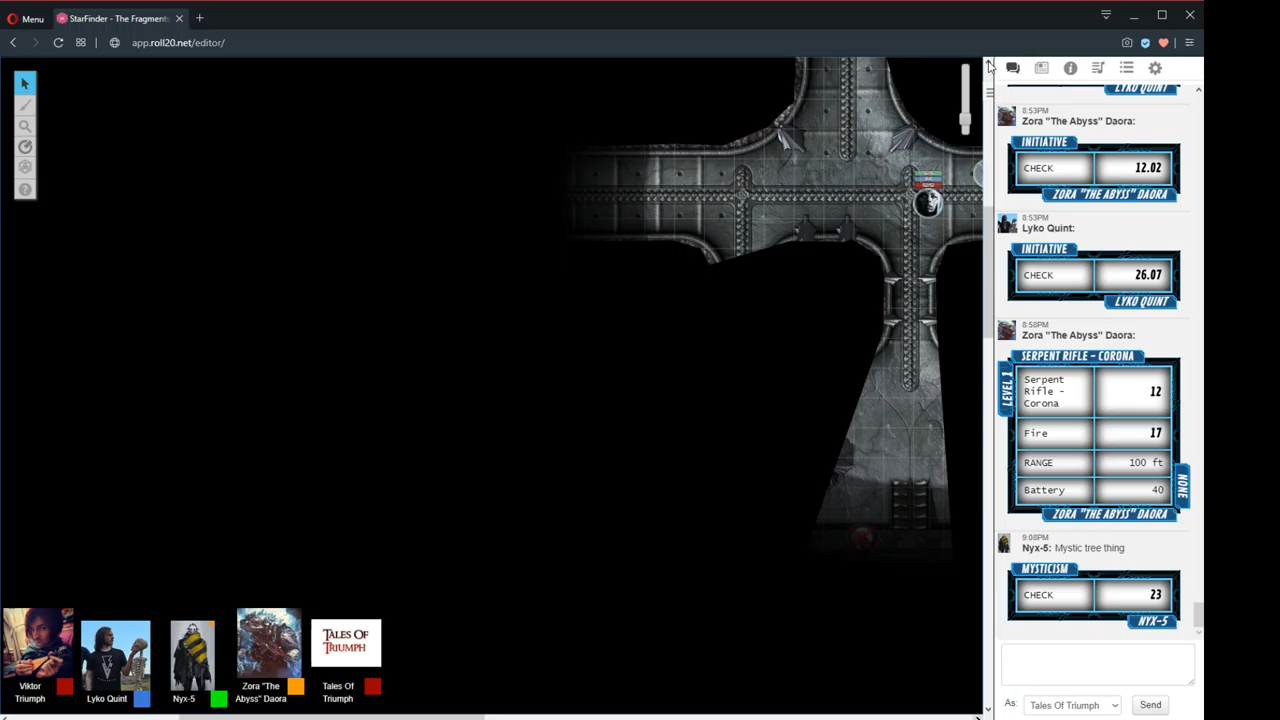 Menu
StarFinder - The Fragments
app.roll20.net/editor/
LYKO QUINT
8:53PM
Zora "The Abyss" Daora:
INITIATIVE
CHECK 12.02
ZORA "THE ABYSS" DAORA
8:53PM
Lyko Quint:
INITIATIVE
CHECK 26.07
LYKO QUINT
8:58PM
Zora "The Abyss" Daora:
SERPENT RIFLE - CORONA
LEVEL 1
Serpent
Rifle -
Corona
12
Fire 17
RANGE 100 ft
Battery 40
NONE
ZORA "THE ABYSS" DAORA
9:08PM
Nyx-5: Mystic tree thing
MYSTICISM
CHECK 23
NYX-5
TALES OF
TRIUMPH
Viktor
Triumph
Lyko Quint
Nyx-5
Zora "The
Abyss" Daora
Tales Of
Triumph
As: Tales Of Triumph
Send